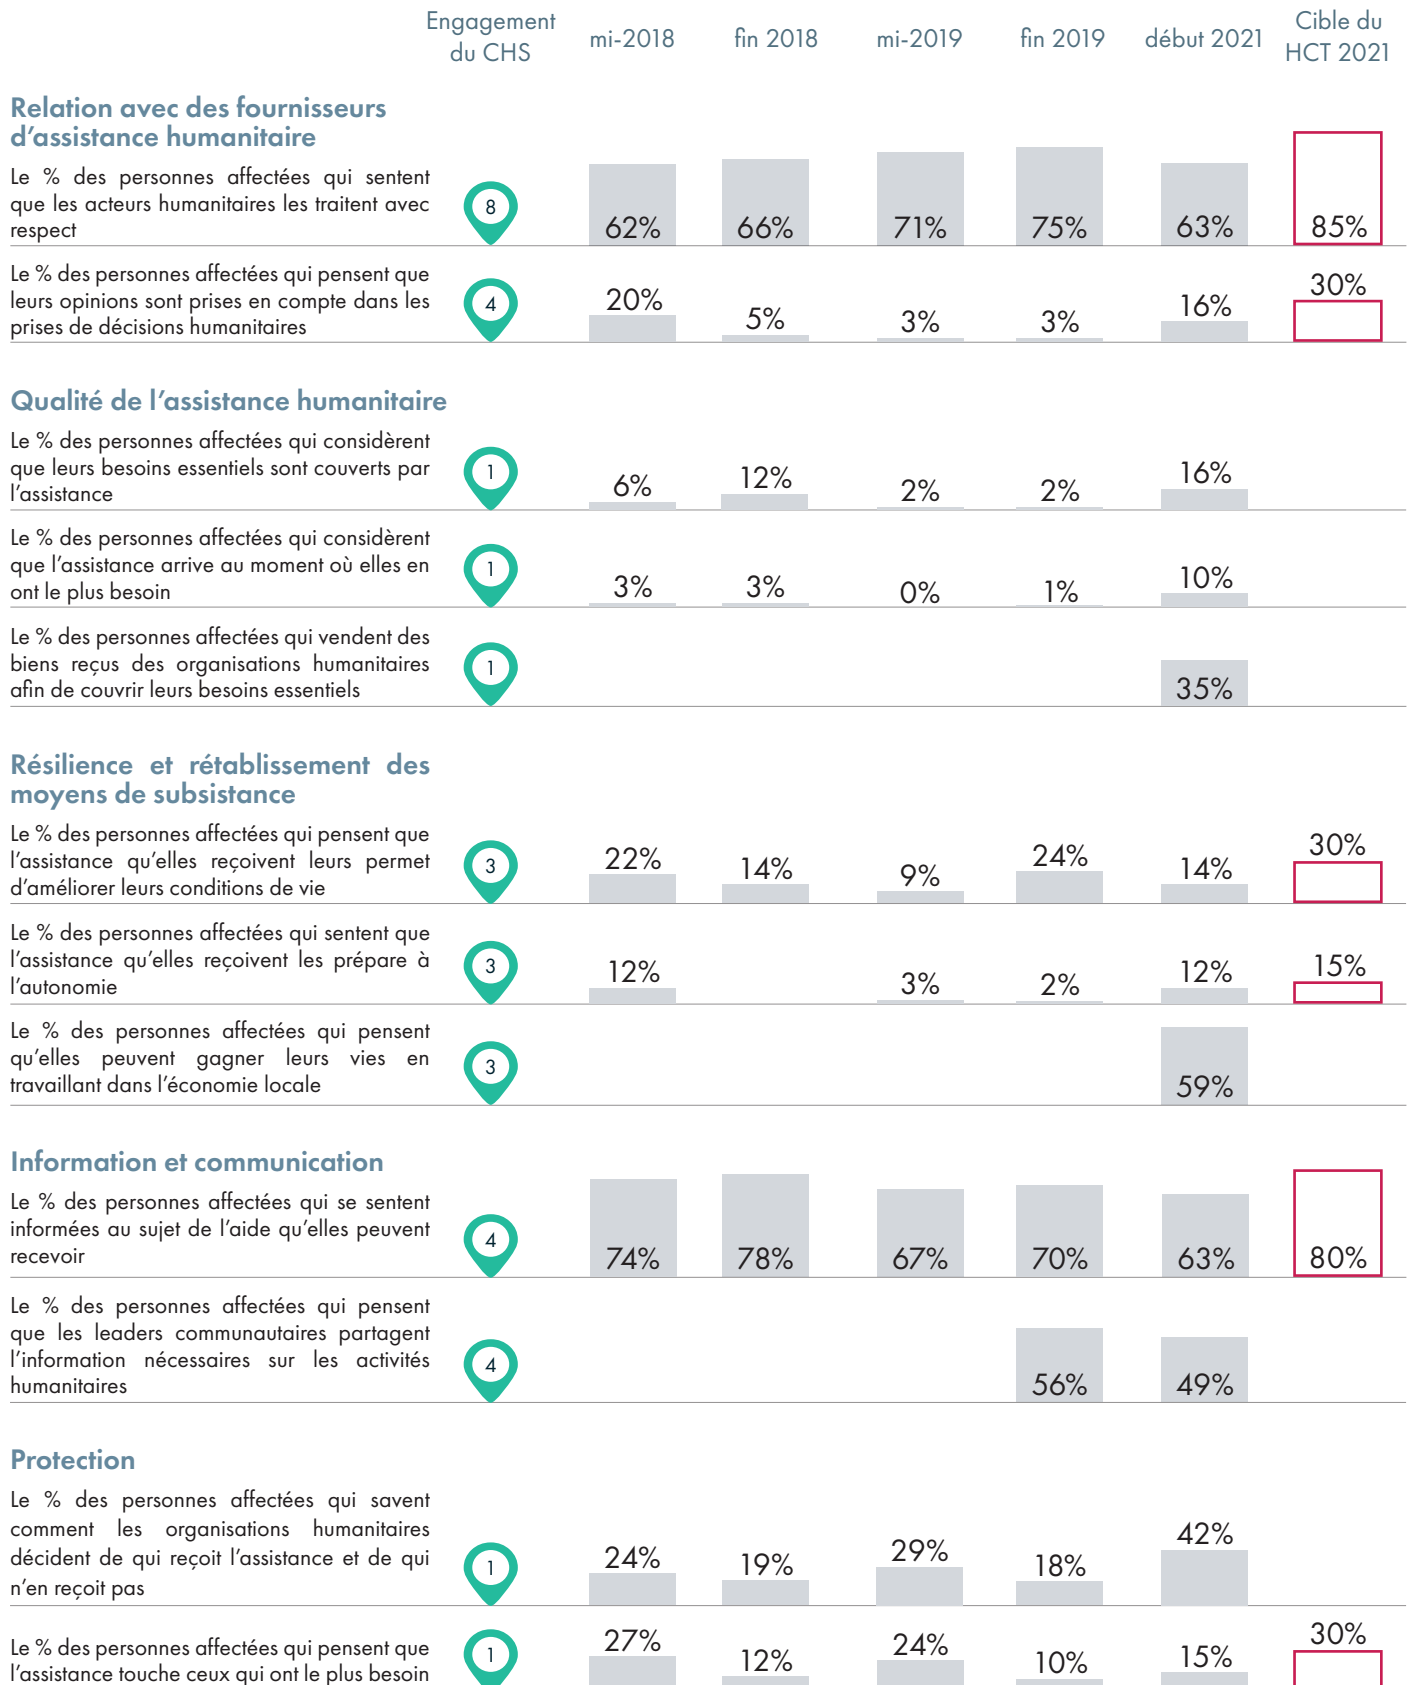 Engagement du CHS
mi-2018
fin 2018
mi-2019
fin 2019
début 2021
Cible du HCT 2021
Relation avec des fournisseurs
d’assistance humanitaire
Le % des personnes affectées qui sentent
que les acteurs humanitaires les traitent avec
respect
8
62%
66%
71%
75%
63%
85%
Le % des personnes affectées qui pensent que
leurs opinions sont prises en compte dans les
prises de décisions humanitaires
4
20%
5%
3%
3%
16%
30%
Qualité de l’assistance humanitaire
Le % des personnes affectées qui considèrent
que leurs besoins essentiels sont couverts par
l’assistance
1
6%
12%
2%
2%
16%
Le % des personnes affectées qui considèrent
que l’assistance arrive au moment où elles en
ont le plus besoin
1
3%
3%
0%
1%
10%
Le % des personnes affectées qui vendent des
biens reçus des organisations humanitaires
afin de couvrir leurs besoins essentiels
1
35%
Résilience et rétablissement des
moyens de subsistance
Le % des personnes affectées qui pensent que
l’assistance qu’elles reçoivent leurs permet
d’améliorer leurs conditions de vie
3
22%
14%
9%
24%
14%
30%
Le % des personnes affectées qui sentent que
l’assistance qu’elles reçoivent les prépare à
l’autonomie
3
12%
3%
2%
12%
15%
Le % des personnes affectées qui pensent
qu’elles peuvent gagner leurs vies en
travaillant dans l’économie locale
3
59%
Information et communication
Le % des personnes affectées qui se sentent
informées au sujet de l’aide qu’elles peuvent
recevoir
4
74%
78%
67%
70%
63%
80%
Le % des personnes affectées qui pensent
que les leaders communautaires partagent
l’information nécessaires sur les activités
humanitaires
4
56%
49%
Protection
Le % des personnes affectées qui savent
comment les organisations humanitaires
décident de qui reçoit l’assistance et de qui
n’en reçoit pas
1
24%
19%
29%
18%
42%
Le % des personnes affectées qui pensent que
l’assistance touche ceux qui ont le plus besoin
1
27%
12%
24%
10%
15%
30%